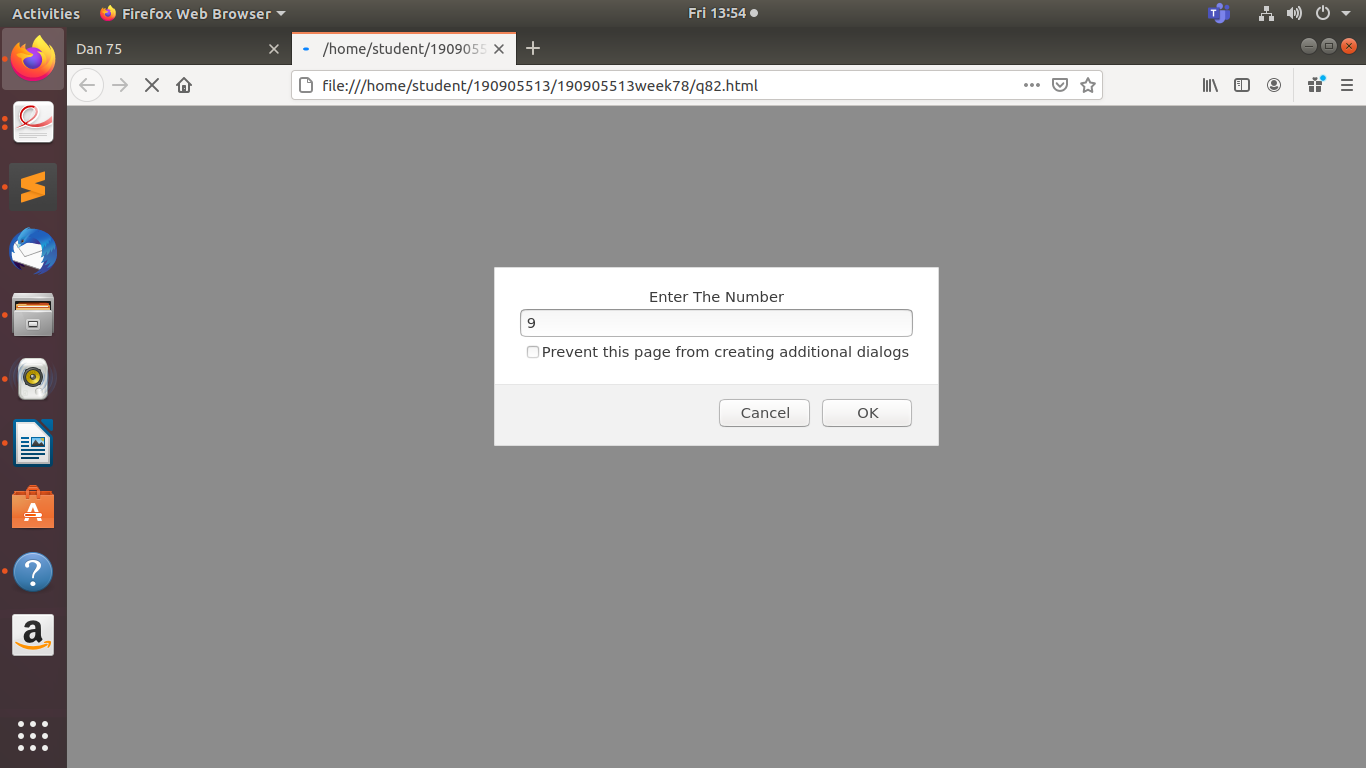 Activities
Firefox Web Browser
Fri 13:54
Dan 75
/home/student/1909055
file:///home/student/190905513/190905513week78/q82.html
Enter The Number
9
Prevent this page from creating additional dialogs
Cancel
OK